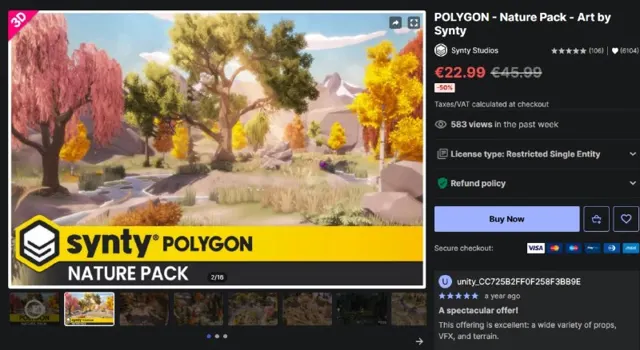 3D
POLYGON - Nature Pack - Art by
Synty
Synty Studios
(106) | (6104)
€22.99 €45.99
-50%
Taxes/VAT calculated at checkout
583 views in the past week
License type: Restricted Single Entity
Refund policy
Buy Now
Secure checkout:
VISA
synty® POLYGON
NATURE PACK
2/16
unity_CC725B2FF0F258F3BB9E
U
a year ago
A spectacular offer!
This offering is excellent: a wide variety of props,
VFX, and terrain.